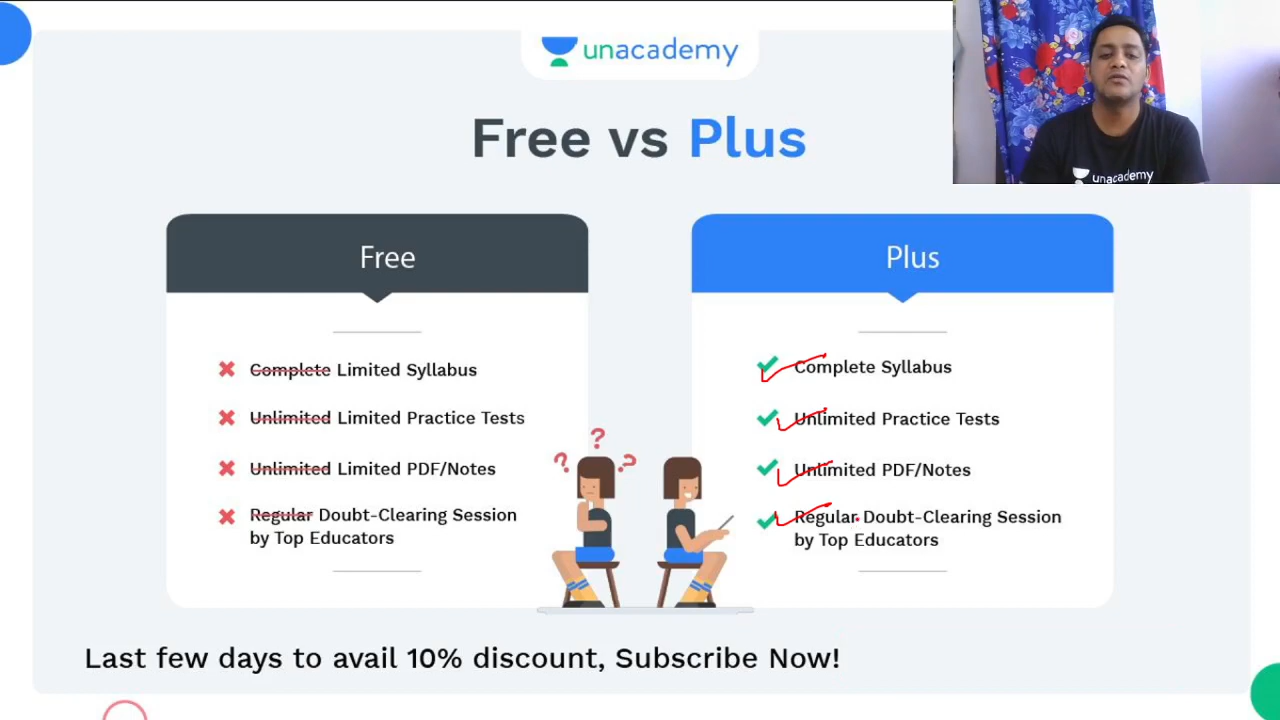 unacademy
Free vs Plus
unacademy
Free
Complete Limited Syllabus
Unlimited Limited Practice Tests
Unlimited Limited PDF/Notes
Regular Doubt-Clearing Session
by Top Educators
Plus
Complete Syllabus
Unlimited Practice Tests
Unlimited PDF/Notes
Regular Doubt-Clearing Session
by Top Educators
? ? ?
Last few days to avail 10% discount, Subscribe Now!